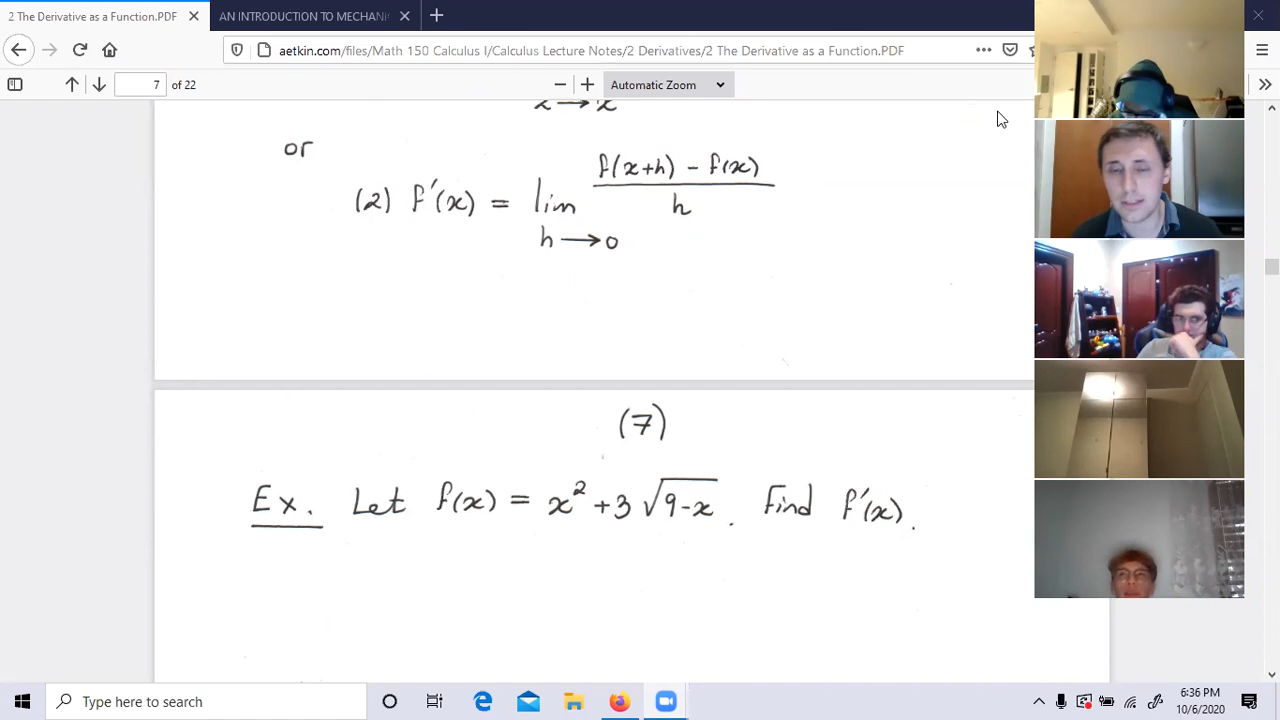 2 The Derivative as a Function.PDF
AN INTRODUCTION TO MECHANI
aetkin.com/files/Math 150 Calculus I/Calculus Lecture Notes/2 Derivatives/2 The Derivative as a Function.PDF
7 of 22
Automatic Zoom
z → x
or
(2) f'(x) = lim f(x+h) - f(x)
h
h → 0
(7)
Ex. Let f(x) = x² + 3 √9-x . Find f'(x).
Type here to search
6:36 PM
10/6/2020